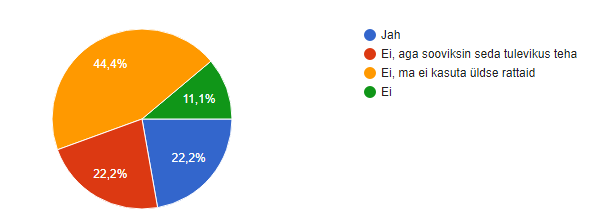 Jah
Ei, aga sooviksin seda tulevikus teha
Ei, ma ei kasuta üldse rattaid
Ei
44,4%
11,1%
22,2%
22,2%